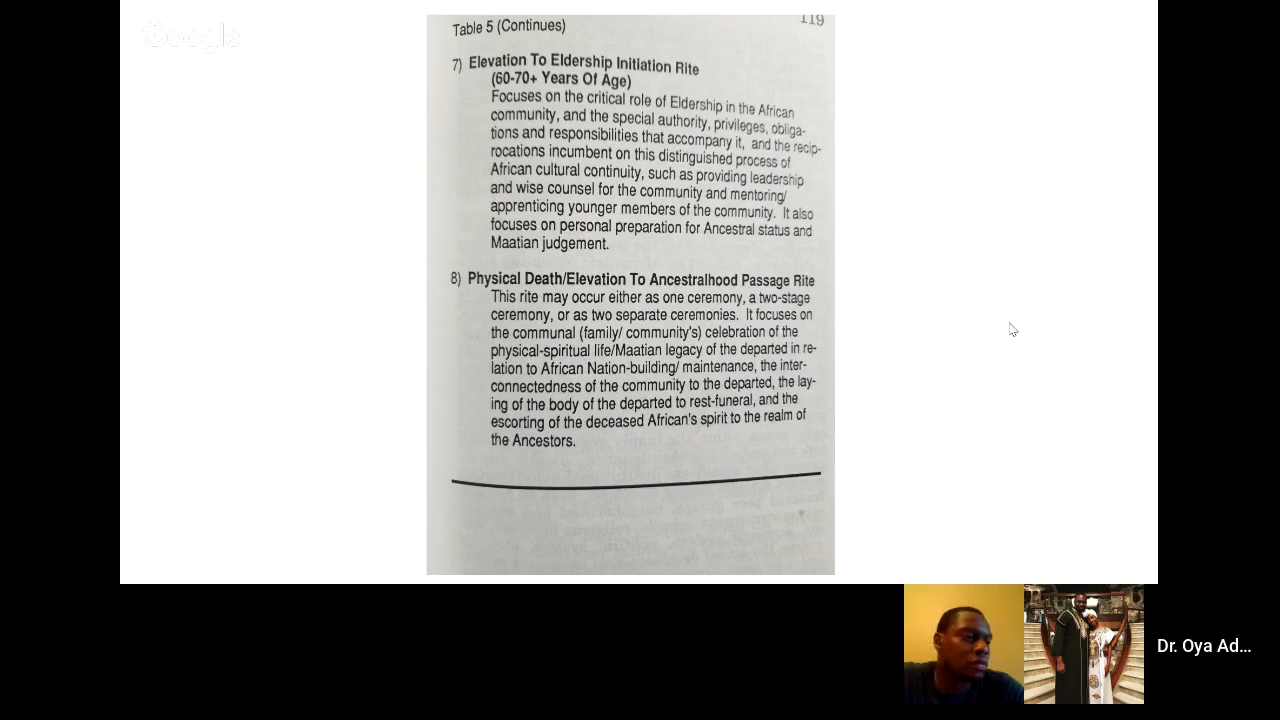 Google
119
Table 5 (Continues)
7) Elevation To Eldership Initiation Rite
(60-70+ Years Of Age)
Focuses on the critical role of Eldership in the African
community, and the special authority, privileges, obliga-
tions and responsibilities that accompany it, and the recip-
rocations incumbent on this distinguished process of
African cultural continuity, such as providing leadership
and wise counsel for the community and mentoring/
apprenticing younger members of the community. It also
focuses on personal preparation for Ancestral status and
Maatian judgement.
8) Physical Death/Elevation To Ancestralhood Passage Rite
This rite may occur either as one ceremony, a two-stage
ceremony, or as two separate ceremonies. It focuses on
the communal (family/ community's) celebration of the
physical-spiritual life/Maatian legacy of the departed in re-
lation to African Nation-building/ maintenance, the inter-
connectedness of the community to the departed, the lay-
ing of the body of the departed to rest-funeral, and the
escorting of the deceased African's spirit to the realm of
the Ancestors.
Dr. Oya Ad...